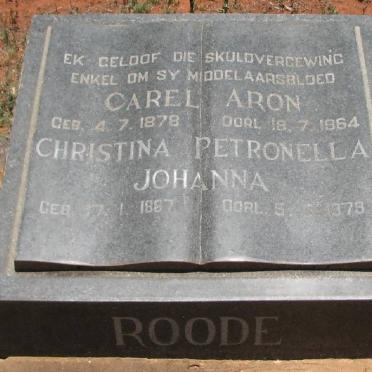 EK GELOOF DIE SKULDVERGEWING
ENKEL OM SY MIDDELAARSBLOED
CAREL ARON
GEB. 4.7.1878 OORL. 18.7.1964
CHRISTINA PETRONELLA
JOHANNA
GEB. 1.1887 OORL. 5. 1973
ROODE